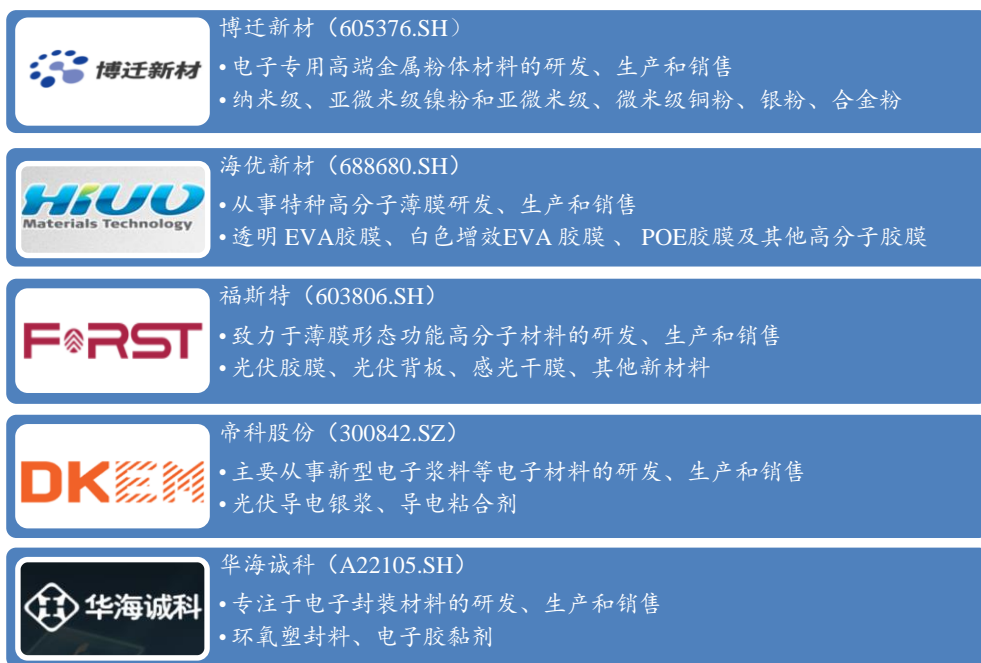 博迁新材（605376.SH）
博迁新材
•电子专用高端金属粉体材料的研发、生产和销售
•纳米级、亚微米级镍粉和亚微米级、微米级铜粉、银粉、合金粉
海优新材（688680.SH）
HIUV
Materials Technology
•从事特种高分子薄膜研发、生产和销售
•透明 EVA胶膜、白色增效EVA 胶膜 、 POE胶膜及其他高分子胶膜
福斯特（603806.SH）
FIRST
•致力于薄膜形态功能高分子材料的研发、生产和销售
•光伏胶膜、光伏背板、感光干膜、其他新材料
帝科股份（300842.SZ）
DKEM
•主要从事新型电子浆料等电子材料的研发、生产和销售
•光伏导电银浆、导电粘合剂
华海诚科（A22105.SH）
华海诚科
•专注于电子封装材料的研发、生产和销售
•环氧塑封料、电子胶黏剂